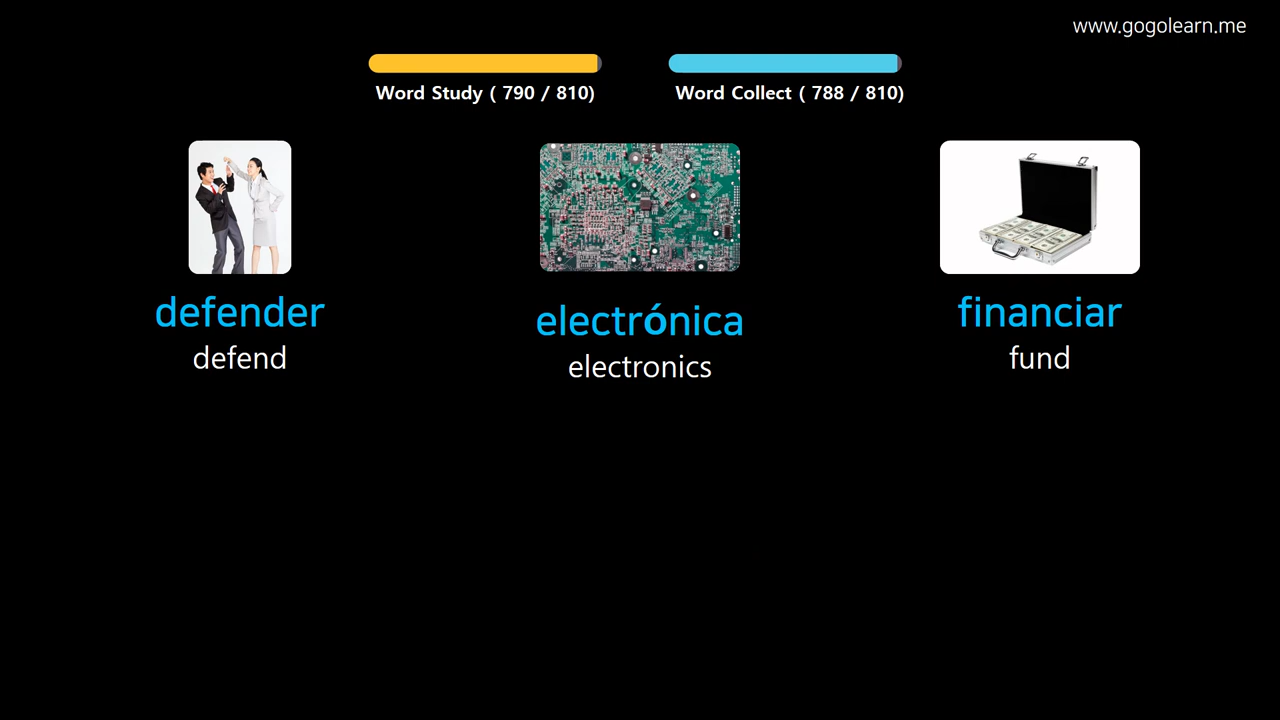 www.gogolearn.me
Word Study ( 790 / 810)
Word Collect ( 788 / 810)
defender
defend
electrónica
electronics
financiar
fund